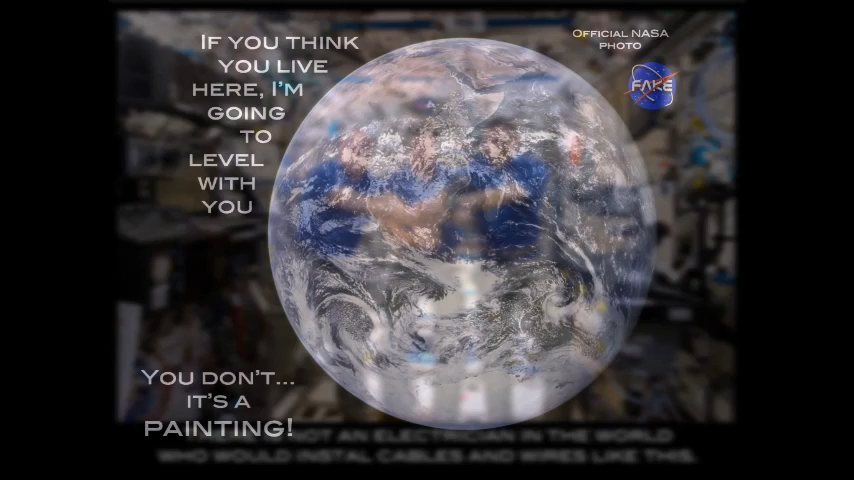 If you think
you live
here, I'm
going
to
level
with
you
Official NASA
photo
FAKE
You don't...
it's a
painting!
not an electrician in the world
who would instal cables and wires like this.